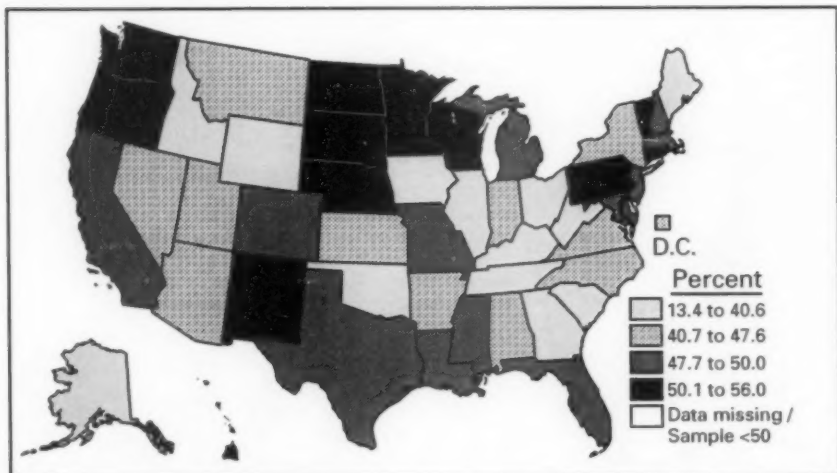 D.C.
Percent
13.4 to 40.6
40.7 to 47.6
47.7 to 50.0
50.1 to 56.0
Data missing /
Sample <50